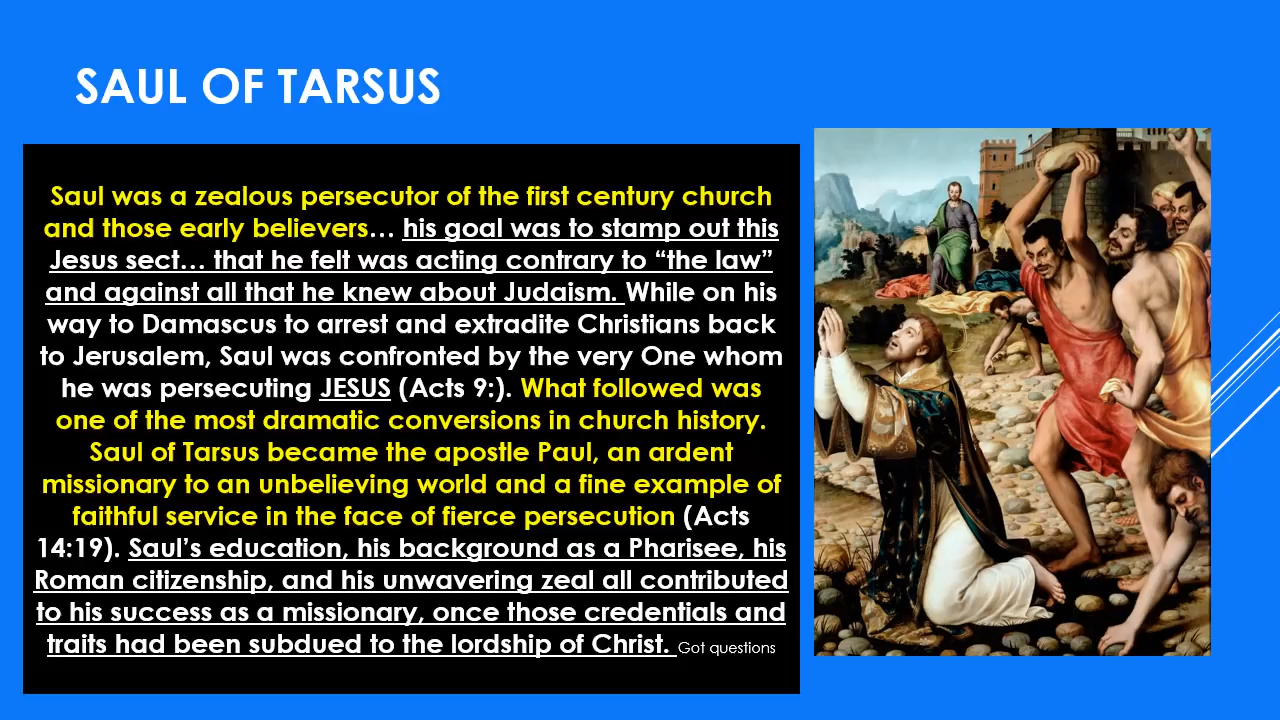 SAUL OF TARSUS
Saul was a zealous persecutor of the first century church
and those early believers… his goal was to stamp out this
Jesus sect… that he felt was acting contrary to “the law”
and against all that he knew about Judaism. While on his
way to Damascus to arrest and extradite Christians back
to Jerusalem, Saul was confronted by the very One whom
he was persecuting JESUS (Acts 9:). What followed was
one of the most dramatic conversions in church history.
Saul of Tarsus became the apostle Paul, an ardent
missionary to an unbelieving world and a fine example of
faithful service in the face of fierce persecution (Acts
14:19). Saul’s education, his background as a Pharisee, his
Roman citizenship, and his unwavering zeal all contributed
to his success as a missionary, once those credentials and
traits had been subdued to the lordship of Christ. Got questions